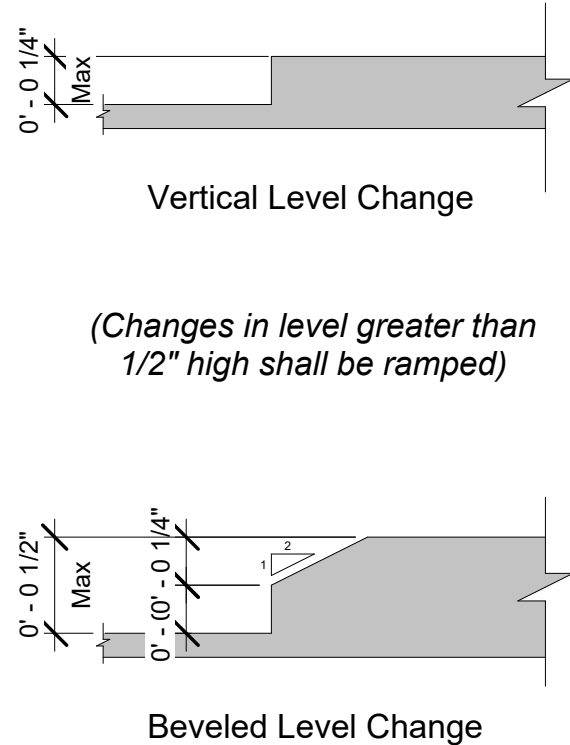 0' - 0 1/4"
Max
Vertical Level Change
(Changes in level greater than
1/2" high shall be ramped)
0' - 0 1/2"
Max
0' - 0 1/4"
0' - 0
2
1
Beveled Level Change